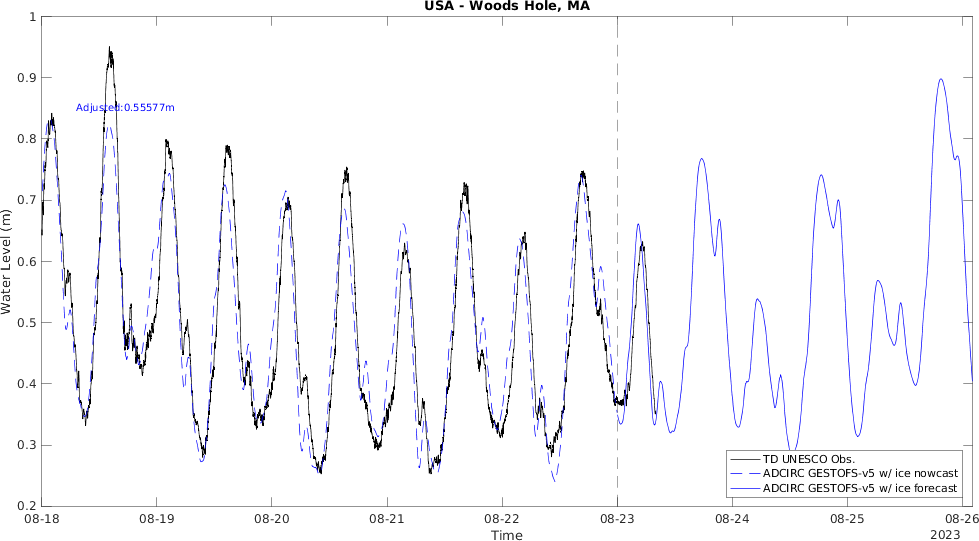 USA - Woods Hole, MA
1
0.9
0.8
0.7
0.6
0.5
0.4
0.3
0.2
Water Level (m)
Adjusted:0.55577m
TD UNESCO Obs.
ADCIRC GESTOFS-v5 w/ ice nowcast
ADCIRC GESTOFS-v5 w/ ice forecast
08-18 08-19 08-20 08-21 08-22 08-23 08-24 08-25 08-26
Time
2023